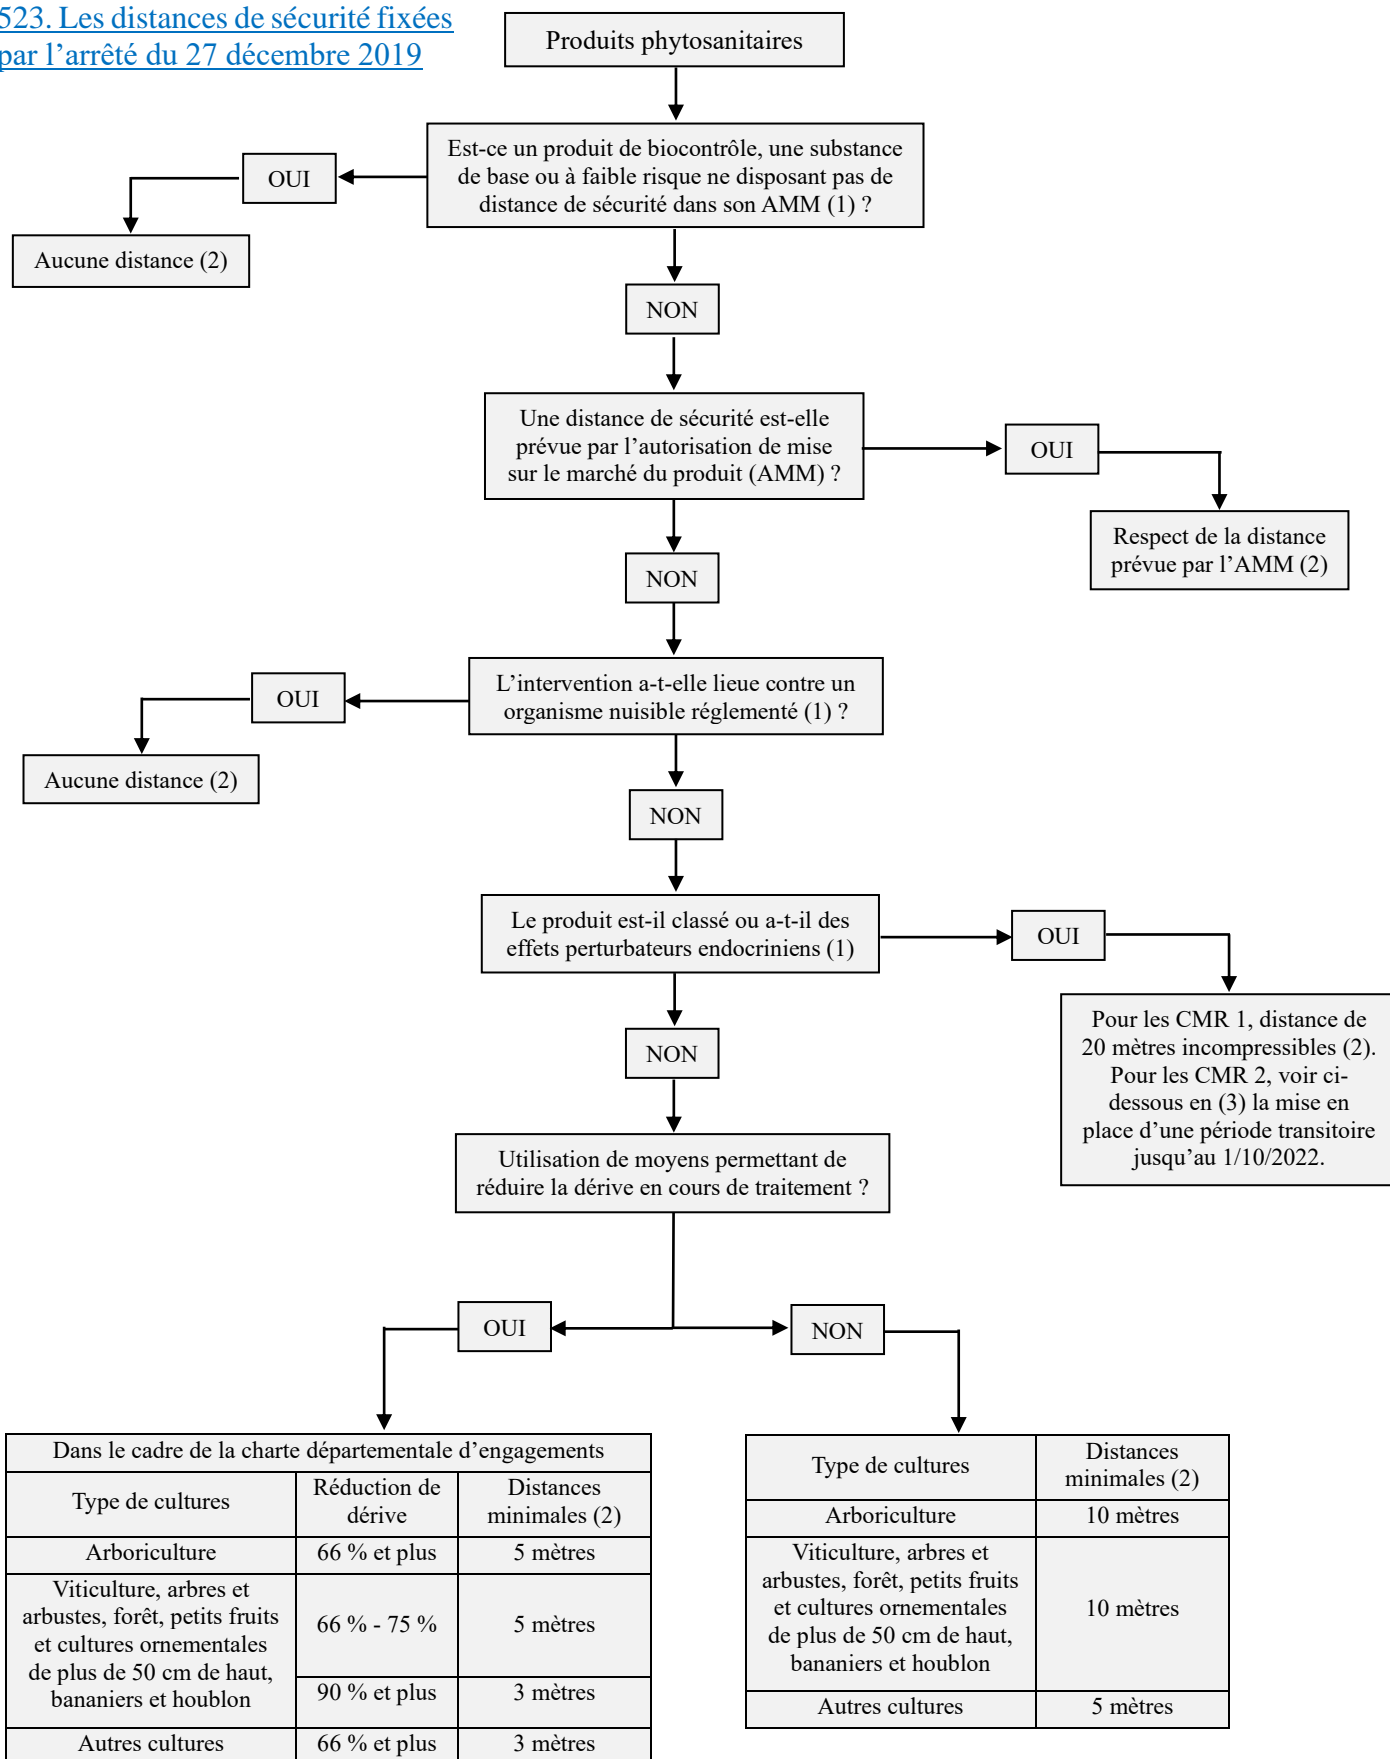 523. Les distances de sécurité fixées
par l’arrêté du 27 décembre 2019
Produits phytosanitaires
Est-ce un produit de biocontrôle, une substance
de base ou à faible risque ne disposant pas de
distance de sécurité dans son AMM (1) ?
OUI
Aucune distance (2)
NON
Une distance de sécurité est-elle
prévue par l’autorisation de mise
sur le marché du produit (AMM) ?
OUI
Respect de la distance
prévue par l’AMM (2)
NON
L’intervention a-t-elle lieue contre un
organisme nuisible réglementé (1) ?
OUI
Aucune distance (2)
NON
Le produit est-il classé ou a-t-il des
effets perturbateurs endocriniens (1)
OUI
Pour les CMR 1, distance de
20 mètres incompressibles (2).
Pour les CMR 2, voir ci-
dessous en (3) la mise en
place d’une période transitoire
jusqu’au 1/10/2022.
NON
Utilisation de moyens permettant de
réduire la dérive en cours de traitement ?
OUI
NON
Dans le cadre de la charte départementale d’engagements
Type de cultures
Réduction de
dérive
Distances
minimales (2)
Arboriculture
66 % et plus
5 mètres
Viticulture, arbres et
arbustes, forêt, petits fruits
et cultures ornementales
de plus de 50 cm de haut,
bananiers et houblon
66 % - 75 %
5 mètres
90 % et plus
3 mètres
Autres cultures
66 % et plus
3 mètres
Type de cultures
Distances
minimales (2)
Arboriculture
10 mètres
Viticulture, arbres et
arbustes, forêt, petits fruits
et cultures ornementales
de plus de 50 cm de haut,
bananiers et houblon
10 mètres
Autres cultures
5 mètres